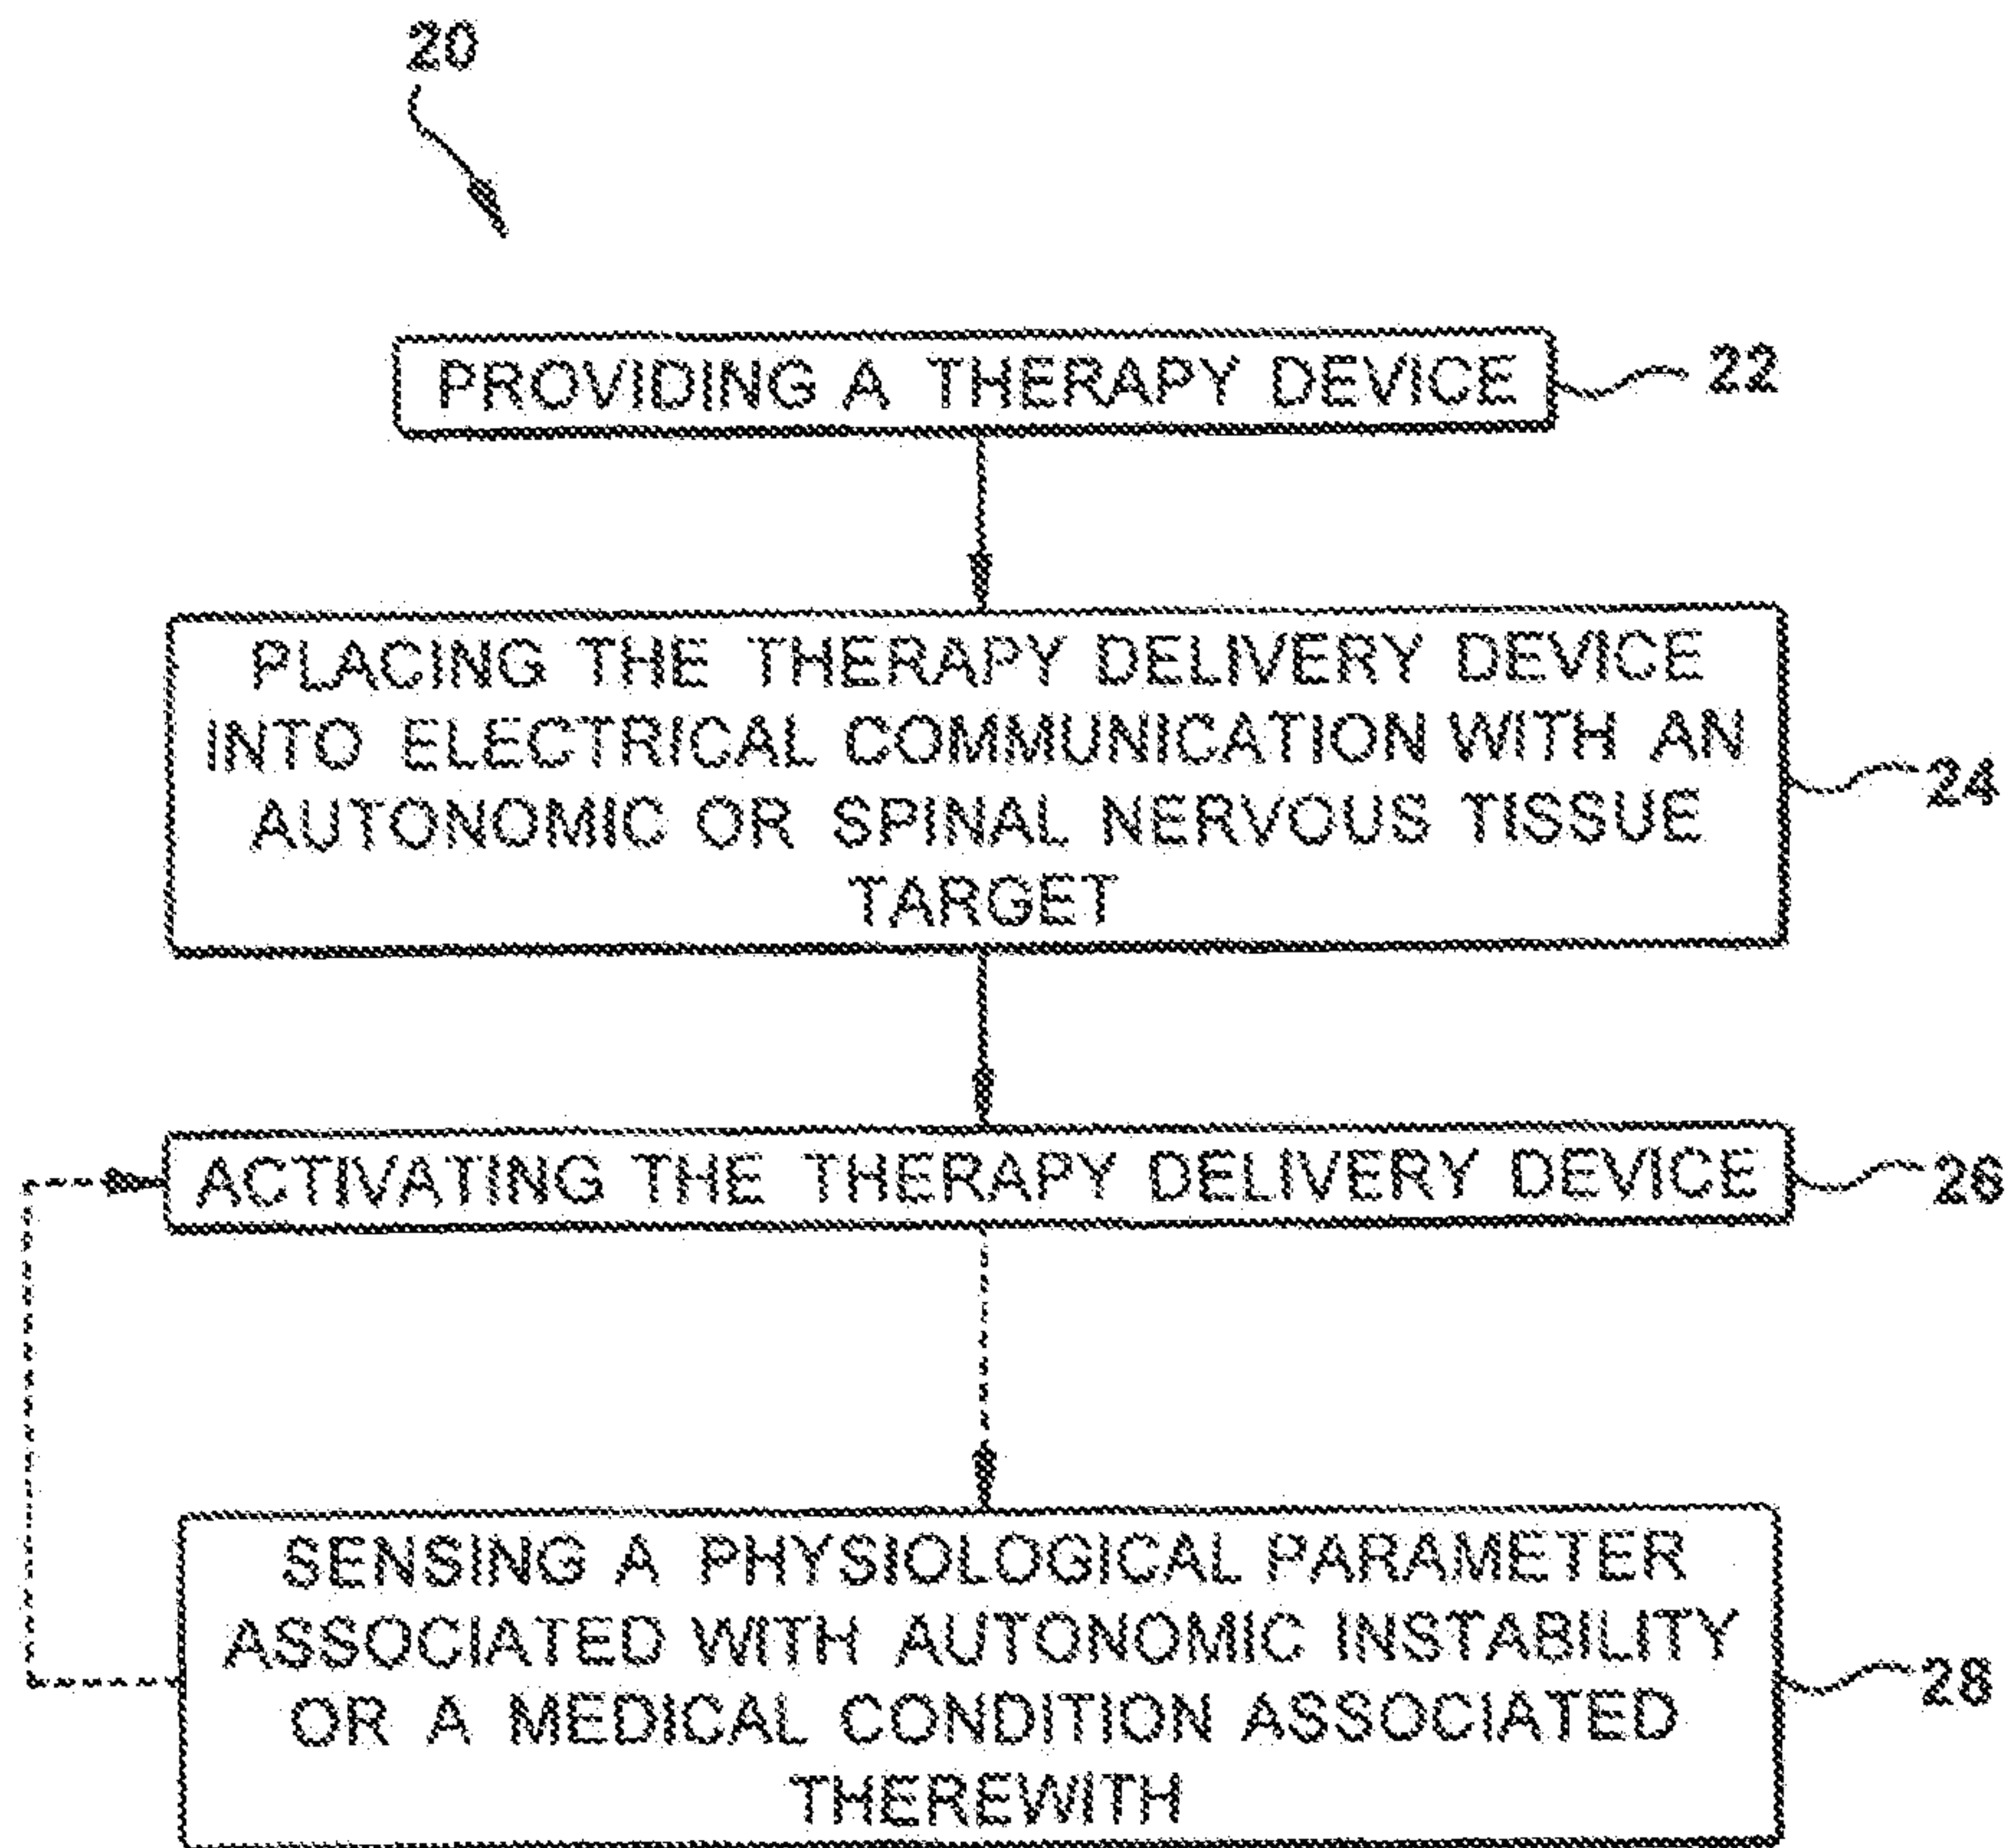 20
PROVIDING A THERAPY DEVICE
22
PLACING THE THERAPY DELIVERY DEVICE
INTO ELECTRICAL COMMUNICATION WITH AN
AUTONOMIC OR SPINAL NERVOUS TISSUE
TARGET
24
ACTIVATING THE THERAPY DELIVERY DEVICE
26
SENSING A PHYSIOLOGICAL PARAMETER
ASSOCIATED WITH AUTONOMIC INSTABILITY
OR A MEDICAL CONDITION ASSOCIATED
THEREWITH
28